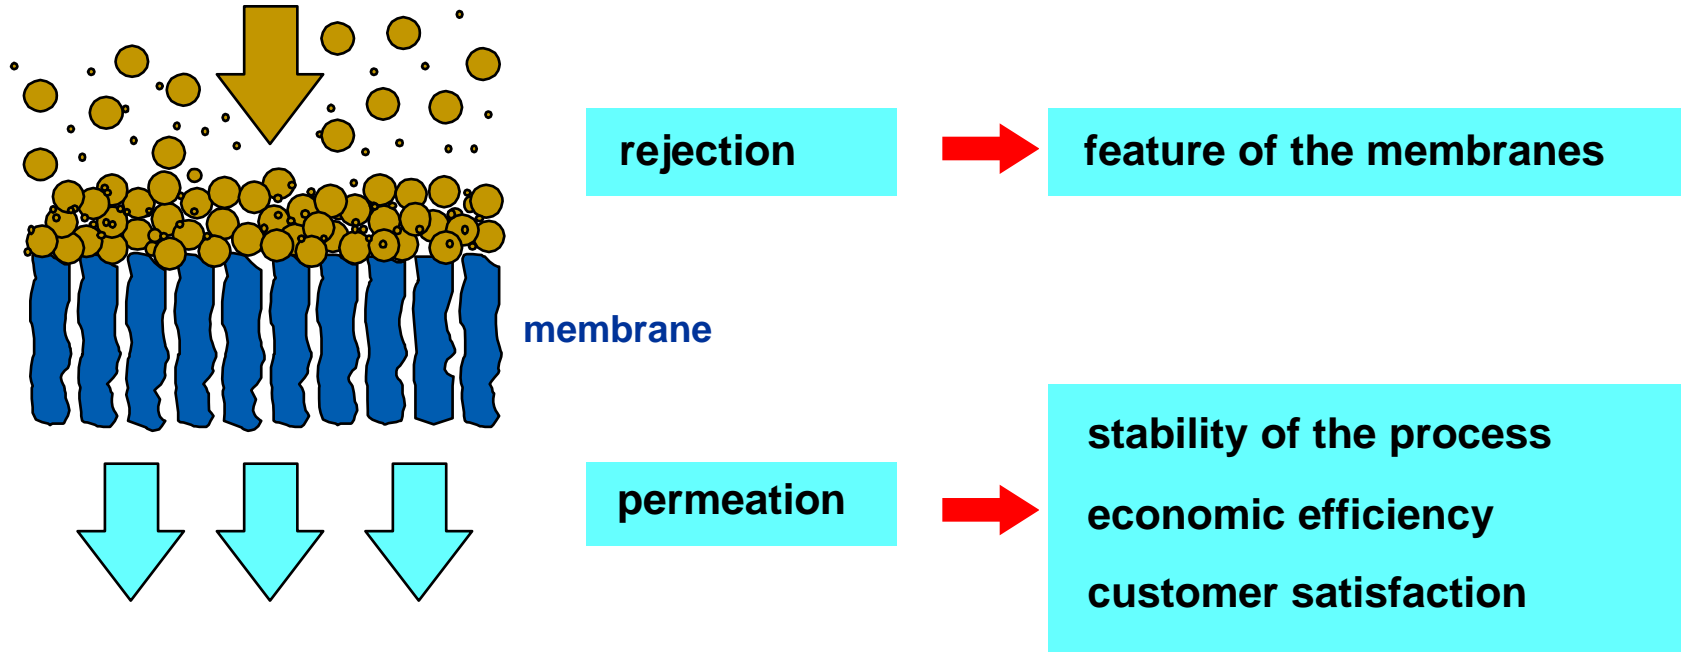 rejection
feature of the membranes
membrane
permeation
stability of the process
economic efficiency
customer satisfaction